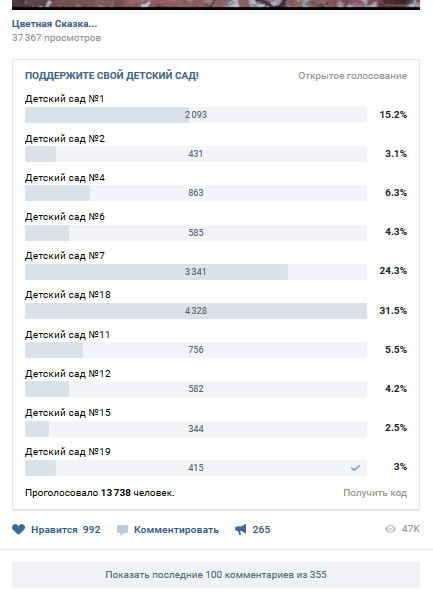 Цветная Сказка...
37 367 просмотров
ПОДДЕРЖИТЕ СВОЙ ДЕТСКИЙ САД! Открытое голосование
Детский сад №1
2 093 15.2%
Детский сад №2
431 3.1%
Детский сад №4
863 6.3%
Детский сад №6
585 4.3%
Детский сад №7
3 341 24.3%
Детский сад №18
4 328 31.5%
Детский сад №11
756 5.5%
Детский сад №12
582 4.2%
Детский сад №15
344 2.5%
Детский сад №19
415 3%
Проголосовало 13 738 человек. Получить код
Нравится 992 Комментировать 265 47K
Показать последние 100 комментариев из 355